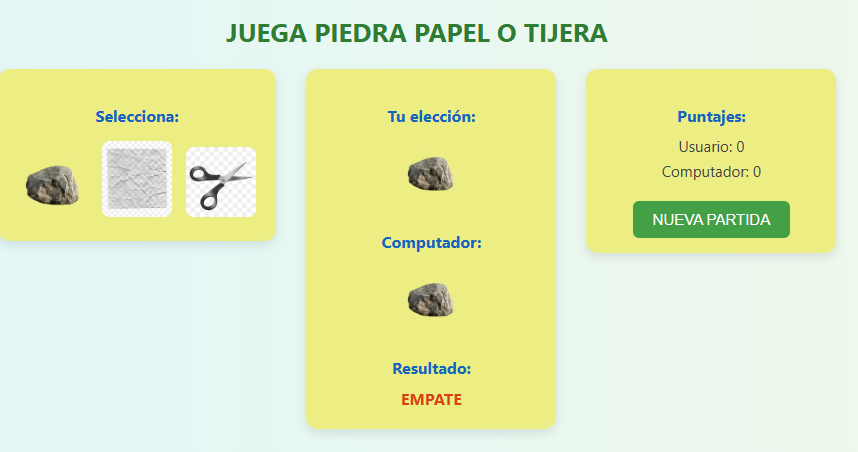 JUEGA PIEDRA PAPEL O TIJERA
Selecciona:
Tu elección:
Computador:
Resultado:
EMPATE
Puntajes:
Usuario: 0
Computador: 0
NUEVA PARTIDA